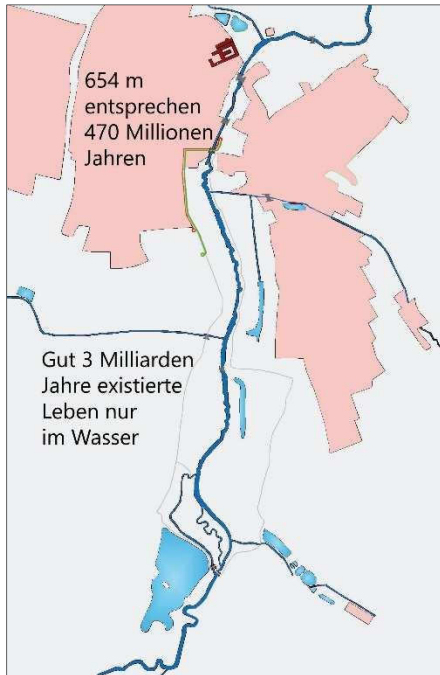 654 m
entsprechen
470 Millionen
Jahren
Gut 3 Milliarden
Jahre existierte
Leben nur
im Wasser